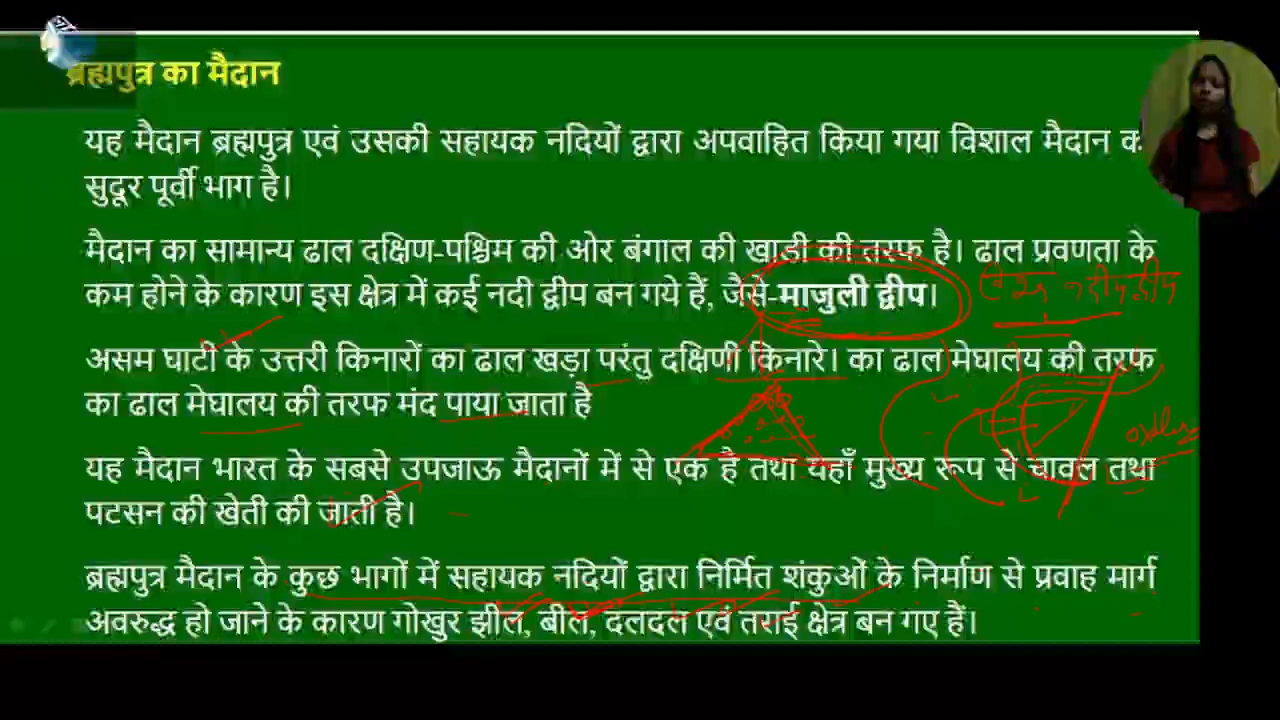 ब्रह्मपुत्र का मैदान
यह मैदान ब्रह्मपुत्र एवं उसकी सहायक नदियों द्वारा अपवाहित किया गया विशाल मैदान क
सुदूर पूर्वी भाग है।
मैदान का सामान्य ढाल दक्षिण-पश्चिम की ओर बंगाल की खाड़ी की तरफ है। ढाल प्रवणता के
कम होने के कारण इस क्षेत्र में कई नदी द्वीप बन गये हैं, जैसे-माजुली द्वीप।
असम घाटी के उत्तरी किनारों का ढाल खड़ा परंतु दक्षिणी किनारे। का ढाल मेघालय की तरफ
का ढाल मेघालय की तरफ मंद पाया जाता है
यह मैदान भारत के सबसे उपजाऊ मैदानों में से एक है तथा यहाँ मुख्य रूप से चावल तथा
पटसन की खेती की जाती है।
ब्रह्मपुत्र मैदान के कुछ भागों में सहायक नदियों द्वारा निर्मित शंकुओं के निर्माण से प्रवाह मार्ग
अवरुद्ध हो जाने के कारण गोखुर झील, बील, दलदल एवं तराई क्षेत्र बन गए हैं।